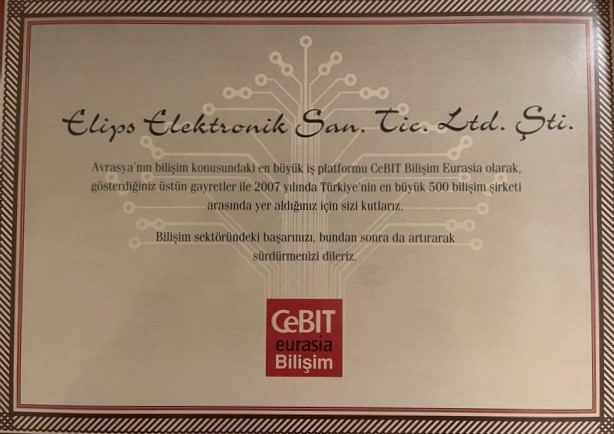 Elips Elektronik San. Tic. Ltd. Şti.
Avrasya'nın bilişim konusundaki en büyük iş platformu CeBIT Bilişim Eurasia olarak,
gösterdiğiniz üstün gayretler ile 2007 yılında Türkiye'nin en büyük 500 bilişim şirketi
arasında yer aldığınız için sizi kutlarız.
Bilişim sektöründeki başarınızı, bundan sonra da artırarak
sürdürmenizi dileriz.
CeBIT
eurasia
Bilişim